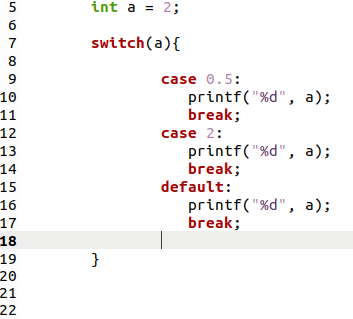 5 int a = 2;
6
7 switch(a){
8
9 case 0.5:
10 printf("%d", a);
11 break;
12 case 2:
13 printf("%d", a);
14 break;
15 default:
16 printf("%d", a);
17 break;
18
19 }
20
21
22